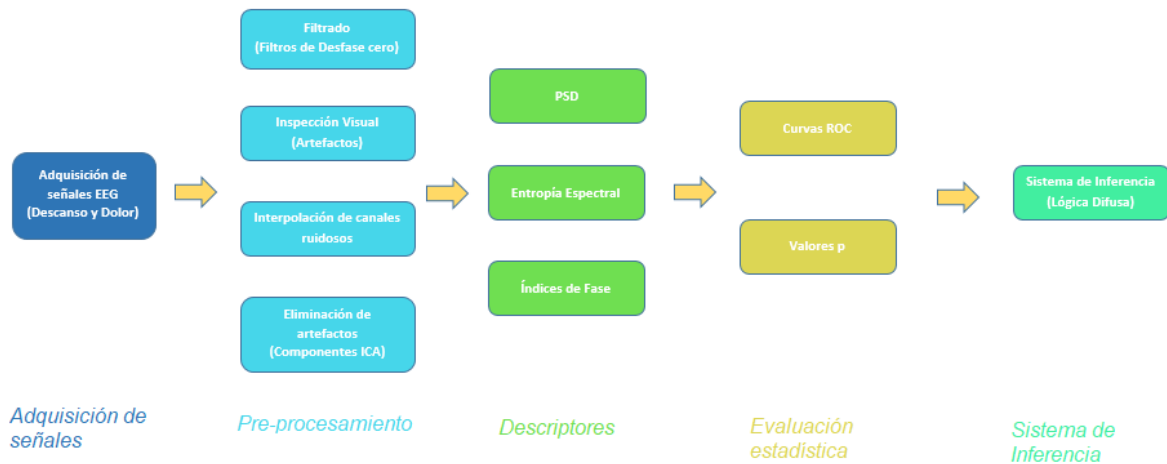 Adquisición de
señales EEG
(Descanso y Dolor)
Filtrado
(Filtros de Desfase cero)
Inspección Visual
(Artefactos)
Interpolación de canales
ruidosos
Eliminación de
artefactos
(Componentes ICA)
PSD
Entropía Espectral
Índices de Fase
Curvas ROC
Valores p
Sistema de Inferencia
(Lógica Difusa)
Adquisición de
señales
Pre-procesamiento
Descriptores
Evaluación
estadística
Sistema de
Inferencia